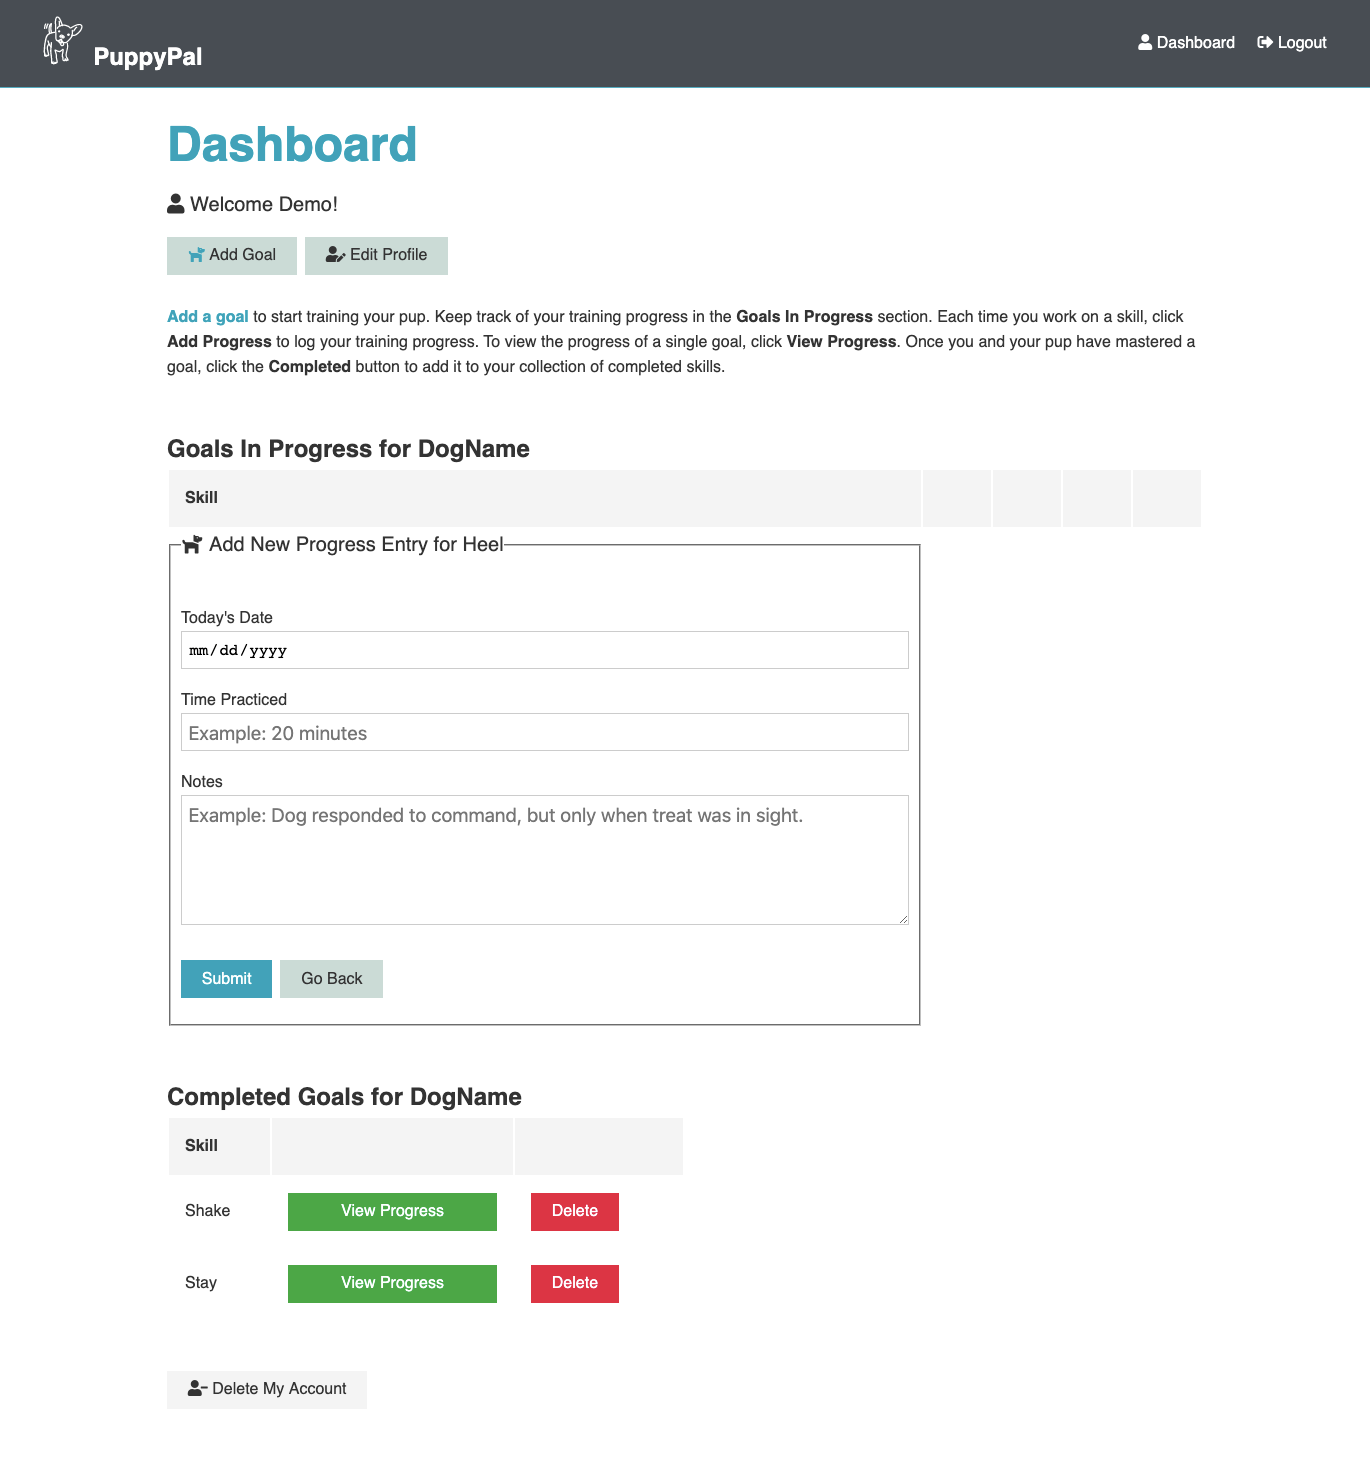 PuppyPal
Dashboard Logout
Dashboard
Welcome Demo!
Add Goal Edit Profile
Add a goal to start training your pup. Keep track of your training progress in the Goals In Progress section. Each time you work on a skill, click
Add Progress to log your training progress. To view the progress of a single goal, click View Progress. Once you and your pup have mastered a
goal, click the Completed button to add it to your collection of completed skills.
Goals In Progress for DogName
Skill
Add New Progress Entry for Heel
Today's Date
mm/dd/yyyy
Time Practiced
Example: 20 minutes
Notes
Example: Dog responded to command, but only when treat was in sight.
Submit Go Back
Completed Goals for DogName
Skill
Shake View Progress Delete
Stay View Progress Delete
Delete My Account